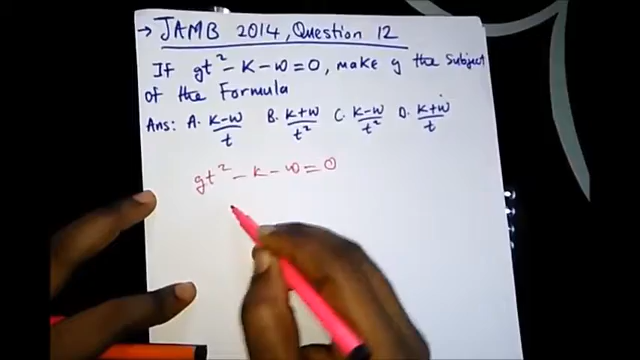 → JAMB 2014, Question 12
If gt² - k - w = 0, make g the Subject
of the Formula
Ans: A. k-w/t B. k+w/t² C. k-w/t² D. k+w/t
gt² - k - w = 0